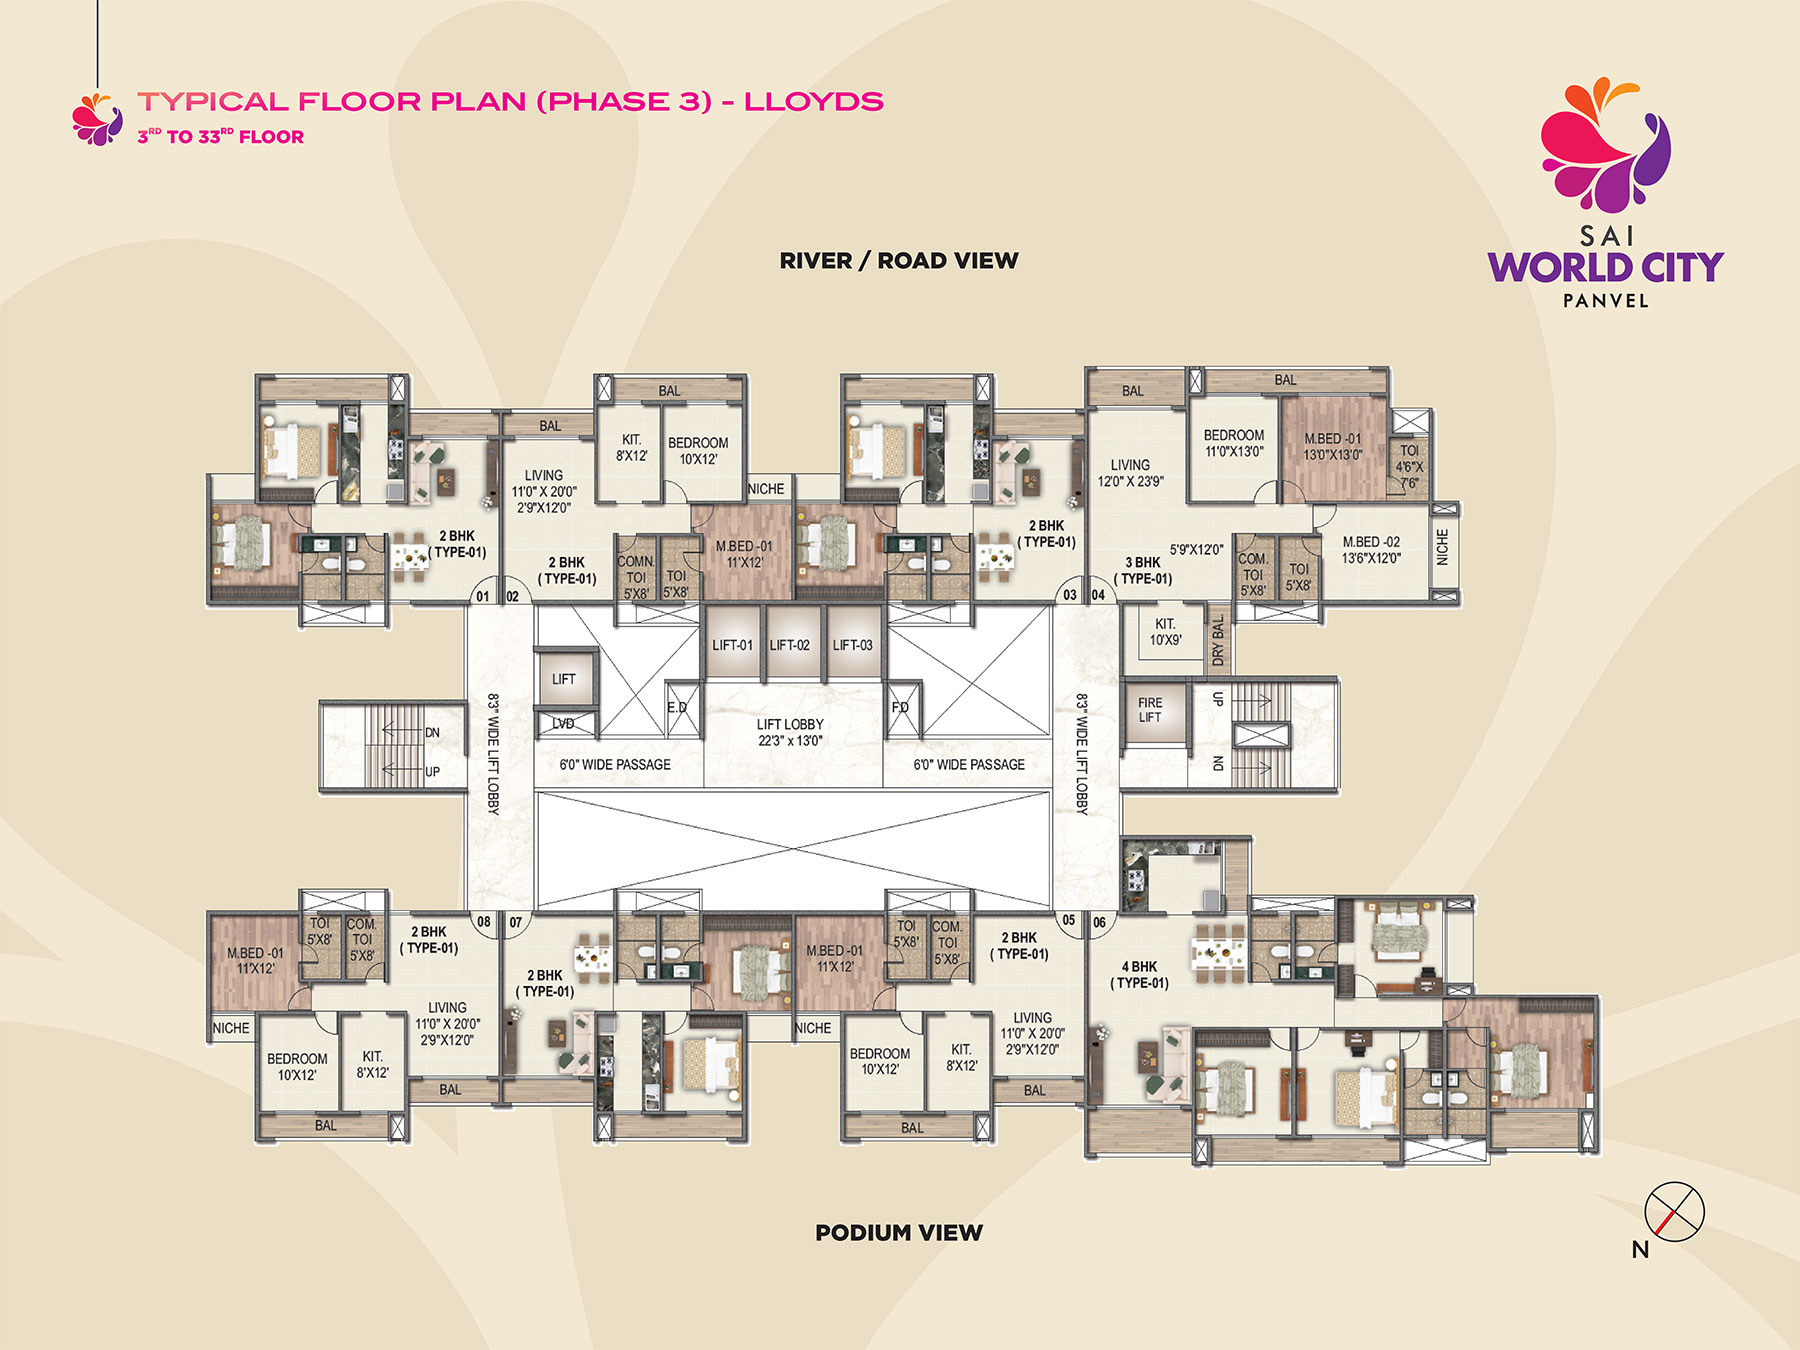 TYPICAL FLOOR PLAN (PHASE 3) - LLOYDS
3RD TO 33RD FLOOR
SAI
WORLD CITY
PANVEL
RIVER / ROAD VIEW
2 BHK
( TYPE-01)
01
BAL
LIVING
11'0" X 20'0"
2'9"X12'0"
BAL
KIT.
8'X12'
BEDROOM
10'X12'
NICHE
M.BED -01
11'X12'
COMN.
TOI
5'X8'
TOI
5'X8'
2 BHK
( TYPE-01)
02
2 BHK
( TYPE-01)
03
BAL
LIVING
12'0" X 23'9"
BAL
BEDROOM
11'0"X13'0"
M.BED -01
13'0"X13'0"
TOI
4'6"X
7'6"
M.BED -02
13'6"X12'0"
NICHE
5'9"X12'0"
COM.
TOI
5'X8'
TOI
5'X8'
3 BHK
( TYPE-01)
04
KIT.
10'X9'
DRY BAL
LIFT-01
LIFT-02
LIFT-03
LIFT
LVD
E.D
F.D
LIFT LOBBY
22'3" x 13'0"
6'0" WIDE PASSAGE
6'0" WIDE PASSAGE
8'3" WIDE LIFT LOBBY
8'3" WIDE LIFT LOBBY
DN
UP
FIRE
LIFT
UP
DN
M.BED -01
11'X12'
TOI
5'X8'
COM.
TOI
5'X8'
2 BHK
( TYPE-01)
08
NICHE
BEDROOM
10'X12'
KIT.
8'X12'
LIVING
11'0" X 20'0"
2'9"X12'0"
BAL
BAL
07
2 BHK
( TYPE-01)
M.BED -01
11'X12'
TOI
5'X8'
COM.
TOI
5'X8'
2 BHK
( TYPE-01)
05
NICHE
BEDROOM
10'X12'
KIT.
8'X12'
LIVING
11'0" X 20'0"
2'9"X12'0"
BAL
BAL
06
4 BHK
( TYPE-01)
PODIUM VIEW
N